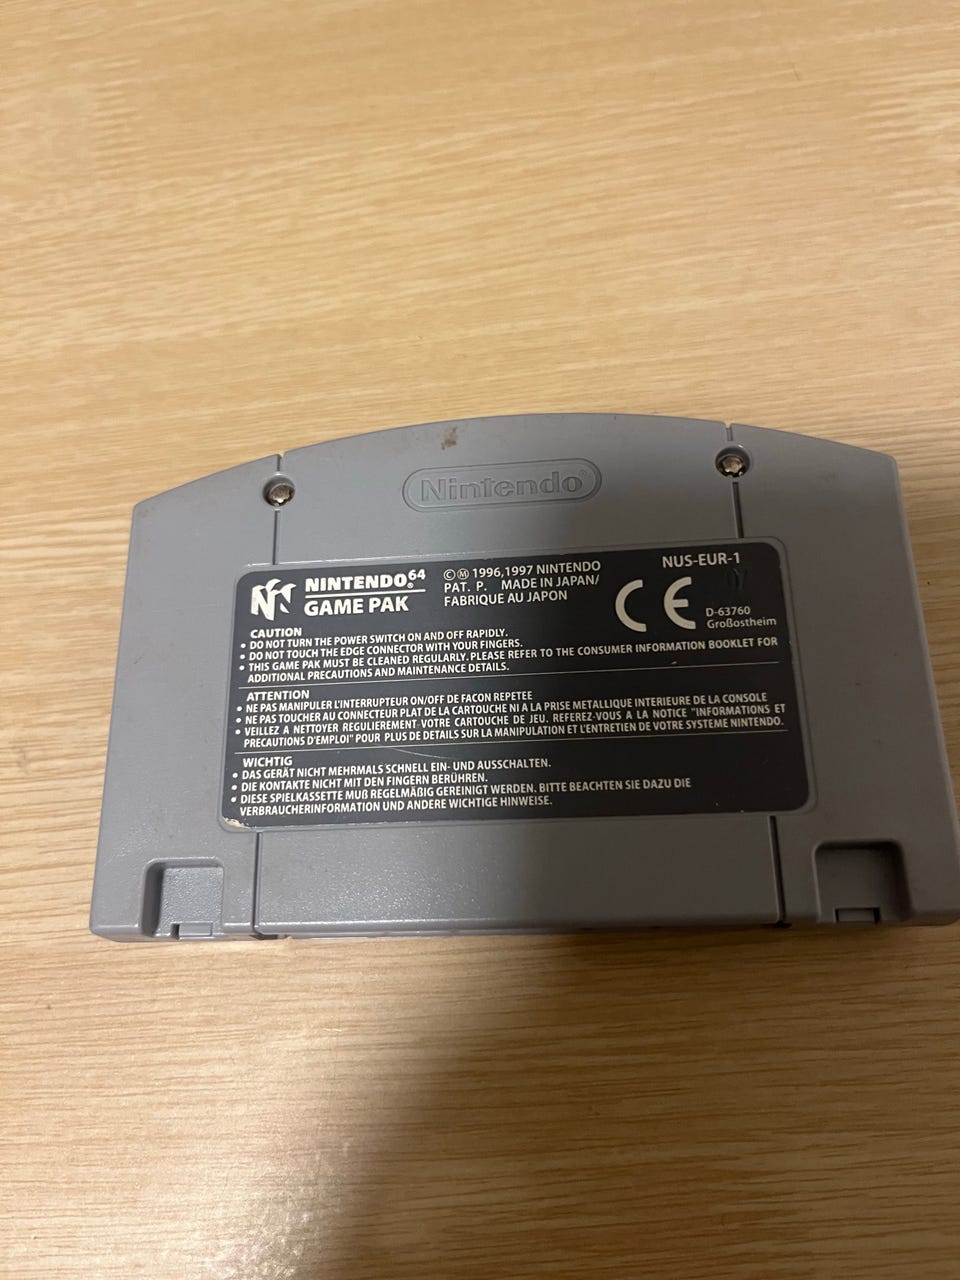 Nintendo®
NINTENDO®64
GAME PAK
©Ⓜ 1996,1997 NINTENDO
PAT. P. MADE IN JAPAN/
FABRIQUE AU JAPON
NUS-EUR-1
CE
D-63760
Großostheim
CAUTION
• DO NOT TURN THE POWER SWITCH ON AND OFF RAPIDLY.
• DO NOT TOUCH THE EDGE CONNECTOR WITH YOUR FINGERS.
• THIS GAME PAK MUST BE CLEANED REGULARLY. PLEASE REFER TO THE CONSUMER INFORMATION BOOKLET FOR
ADDITIONAL PRECAUTIONS AND MAINTENANCE DETAILS.
ATTENTION
• NE PAS MANIPULER L'INTERRUPTEUR ON/OFF DE FACON REPETEE
• NE PAS TOUCHER AU CONNECTEUR PLAT DE LA CARTOUCHE NI À LA PRISE METALLIQUE INTERIEURE DE LA CONSOLE
• VEILLEZ A NETTOYER REGULIEREMENT VOTRE CARTOUCHE DE JEU. REFEREZ-VOUS A LA NOTICE "INFORMATIONS ET
PRECAUTIONS D'EMPLOI" POUR PLUS DE DETAILS SUR LA MANIPULATION ET L'ENTRETIEN DE VOTRE SYSTEME NINTENDO.
WICHTIG
• DAS GERÄT NICHT MEHRMALS SCHNELL EIN- UND AUSSCHALTEN.
• DIE KONTAKTE NICHT MIT DEN FINGERN BERÜHREN.
• DIESE SPIELKASSETTE MUß REGELMÄßIG GEREINIGT WERDEN. BITTE BEACHTEN SIE DAZU DIE
VERBRAUCHERINFORMATION UND ANDERE WICHTIGE HINWEISE.